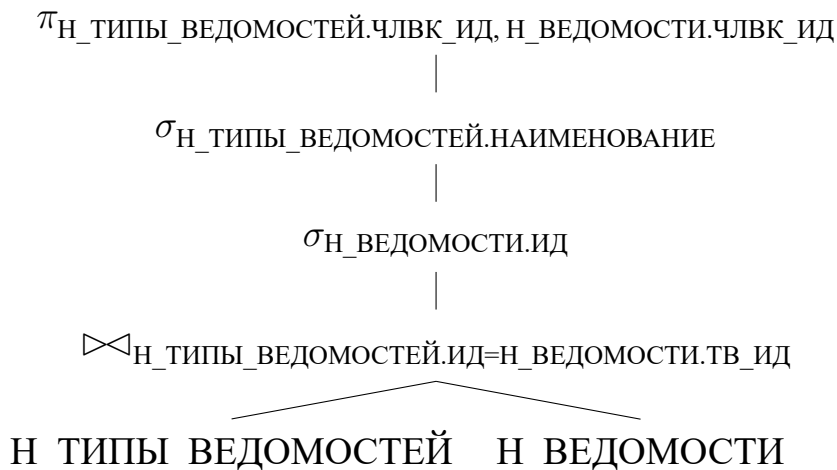 πН_ТИПЫ_ВЕДОМОСТЕЙ.ЧЛВК_ИД, Н_ВЕДОМОСТИ.ЧЛВК_ИД
σН_ТИПЫ_ВЕДОМОСТЕЙ.НАИМЕНОВАНИЕ
σН_ВЕДОМОСТИ.ИД
⋈Н_ТИПЫ_ВЕДОМОСТЕЙ.ИД=Н_ВЕДОМОСТИ.ТВ_ИД
Н_ТИПЫ_ВЕДОМОСТЕЙ Н_ВЕДОМОСТИ